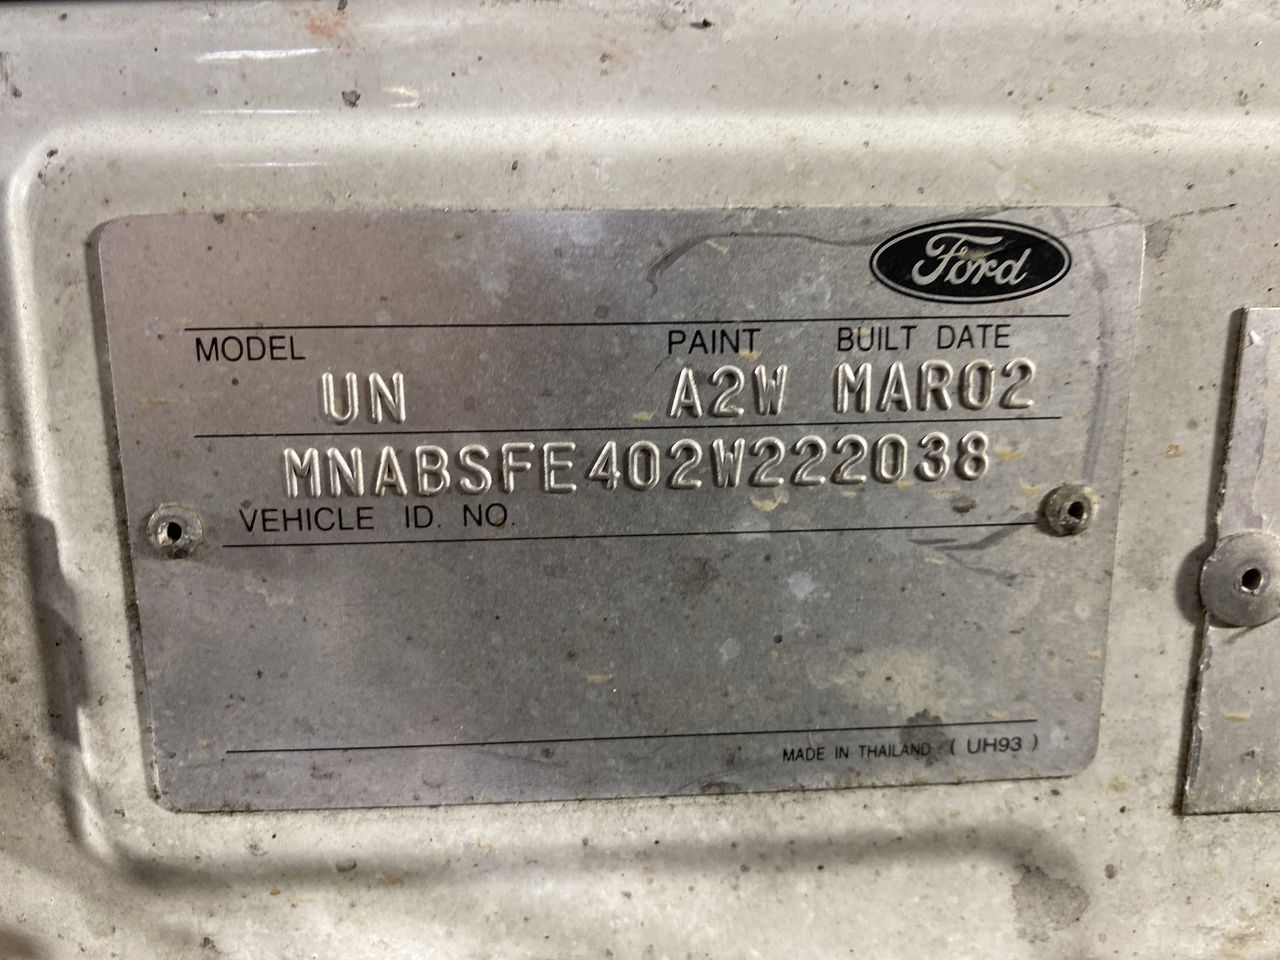 Ford
MODEL PAINT BUILT DATE
UN A2W MAR02
MNABSFE402W222038
VEHICLE ID. NO.
MADE IN THAILAND ( UH93 )